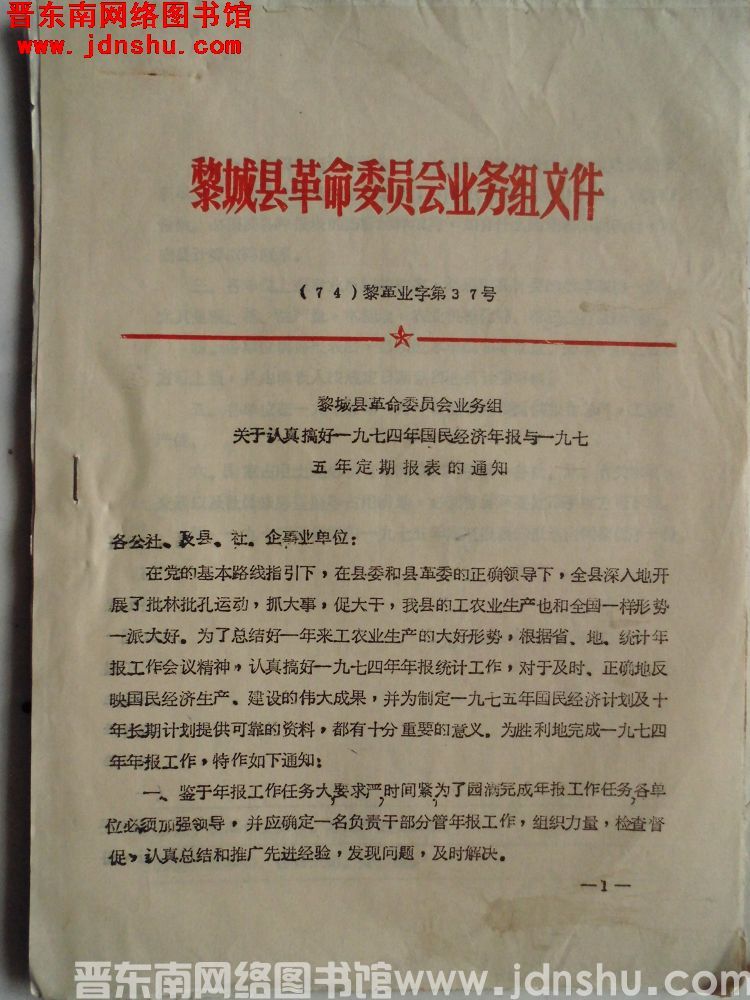 晋东南网络图书馆
www.jdnshu.com
黎城县革命委员会业务组文件
(74)黎革业字第37号
黎城县革命委员会业务组
关于认真搞好一九七四年国民经济年报与一九七
五年定期报表的通知
各公社、及县、社、企事业单位:
在党的基本路线指引下,在县委和县革委的正确领导下,全县深入地开
展了批林批孔运动,抓大事,促大干,我县的工农业生产也和全国一样形势
一派大好。为了总结好一年来工农业生产的大好形势,根据省、地、统计年
报工作会议精神,认真搞好一九七四年年报统计工作,对于及时、正确地反
映国民经济生产、建设的伟大成果,并为制定一九七五年国民经济计划及十
年长期计划提供可靠的资料,都有十分重要的意义。为胜利地完成一九七四
年年报工作,特作如下通知:
一、鉴于年报工作任务大,要求严,时间紧,为了园满完成年报工作任务,各单
位必须加强领导,并应确定一名负责干部分管年报工作,组织力量,检查督
促,认真总结和推广先进经验,发现问题,及时解决。
—1—
晋东南网络图书馆www.jdnshu.com